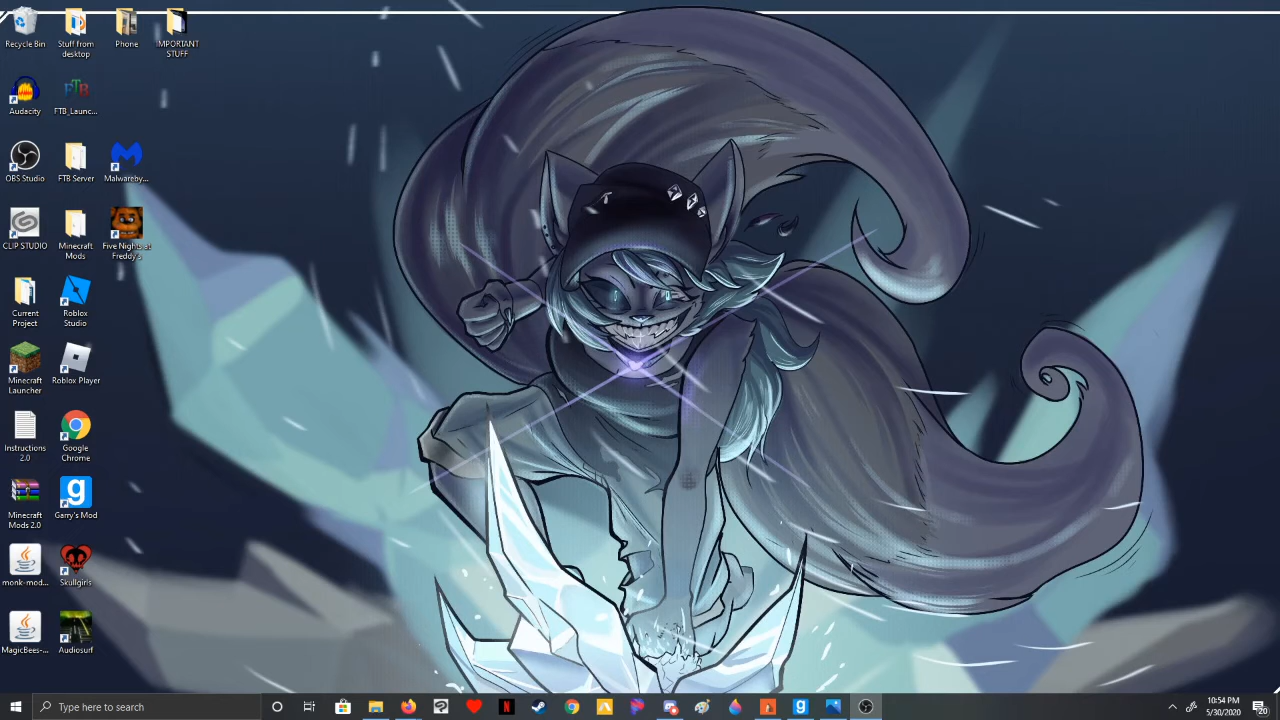 Recycle Bin
Stuff from
desktop
Phone
IMPORTANT
STUFF
Audacity
FTB
FTB_Launc...
OBS Studio
FTB Server
Malwareby...
CLIP STUDIO
Minecraft
Mods
Five Nights at
Freddy's
Current
Project
Roblox
Studio
Minecraft
Launcher
Roblox Player
Instructions
2.0
Google
Chrome
Minecraft
Mods 2.0
g
Garry's Mod
monk-mod...
Skullgirls
MagicBees-...
Audiosurf
Type here to search
N
g
10:54 PM
5/30/2020
20